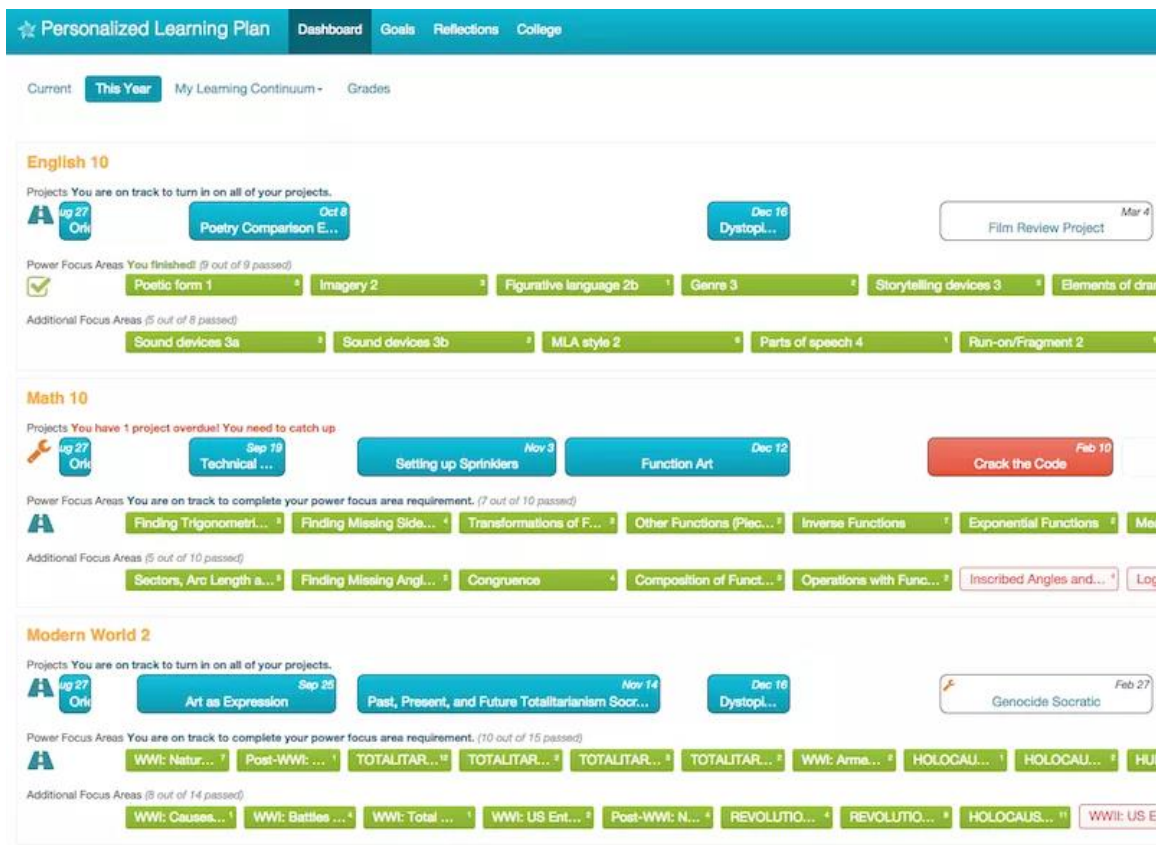 Personalized Learning Plan Dashboard Goals Reflections College
Current This Year My Learning Continuum Grades
English 10
Projects You are on track to turn in on all of your projects.
ug 27 Oct 8 Dec 16 Mar 4
Poetry Comparison E... Dystopi... Film Review Project
Power Focus Areas You finished! (9 out of 9 passed)
Poetic form 1 Imagery 2 Figurative language 2b Genre 3 Storytelling devices 3 Elements of dra
Additional Focus Areas (5 out of 8 passed)
Sound devices 3a Sound devices 3b MLA style 2 Parts of speech 4 Run-on/Fragment 2
Math 10
Projects You have 1 project overdue! You need to catch up
ug 27 Sep 19 Nov 3 Dec 12 Feb 10
Technical ... Setting up Sprinklers Function Art Crack the Code
Power Focus Areas You are on track to complete your power focus area requirement. (7 out of 10 passed)
Finding Trigonometri... Finding Missing Side... Transformations of F... Other Functions (Piec... Inverse Functions Exponential Functions
Additional Focus Areas (5 out of 10 passed)
Sectors, Arc Length a... Finding Missing Angl... Congruence Composition of Funct... Operations with Func... Inscribed Angles and... Log
Modern World 2
Projects You are on track to turn in on all of your projects.
ug 27 Sep 25 Nov 14 Dec 16 Feb 27
Art as Expression Past, Present, and Future Totalitarianism Socr... Dystopi... Genocide Socratic
Power Focus Areas You are on track to complete your power focus area requirement. (10 out of 15 passed)
WWI: Natur... Post-WWI: ... TOTALITAR... TOTALITAR... TOTALITAR... TOTALITAR... WWI: Arme... HOLOCAU... HOLOCAU...
Additional Focus Areas (8 out of 14 passed)
WWI: Causes... WWI: Battles ... WWI: Total ... WWI: US Ent... Post-WWI: N... REVOLUTIO... REVOLUTIO... HOLOCAUS... WWII: US E